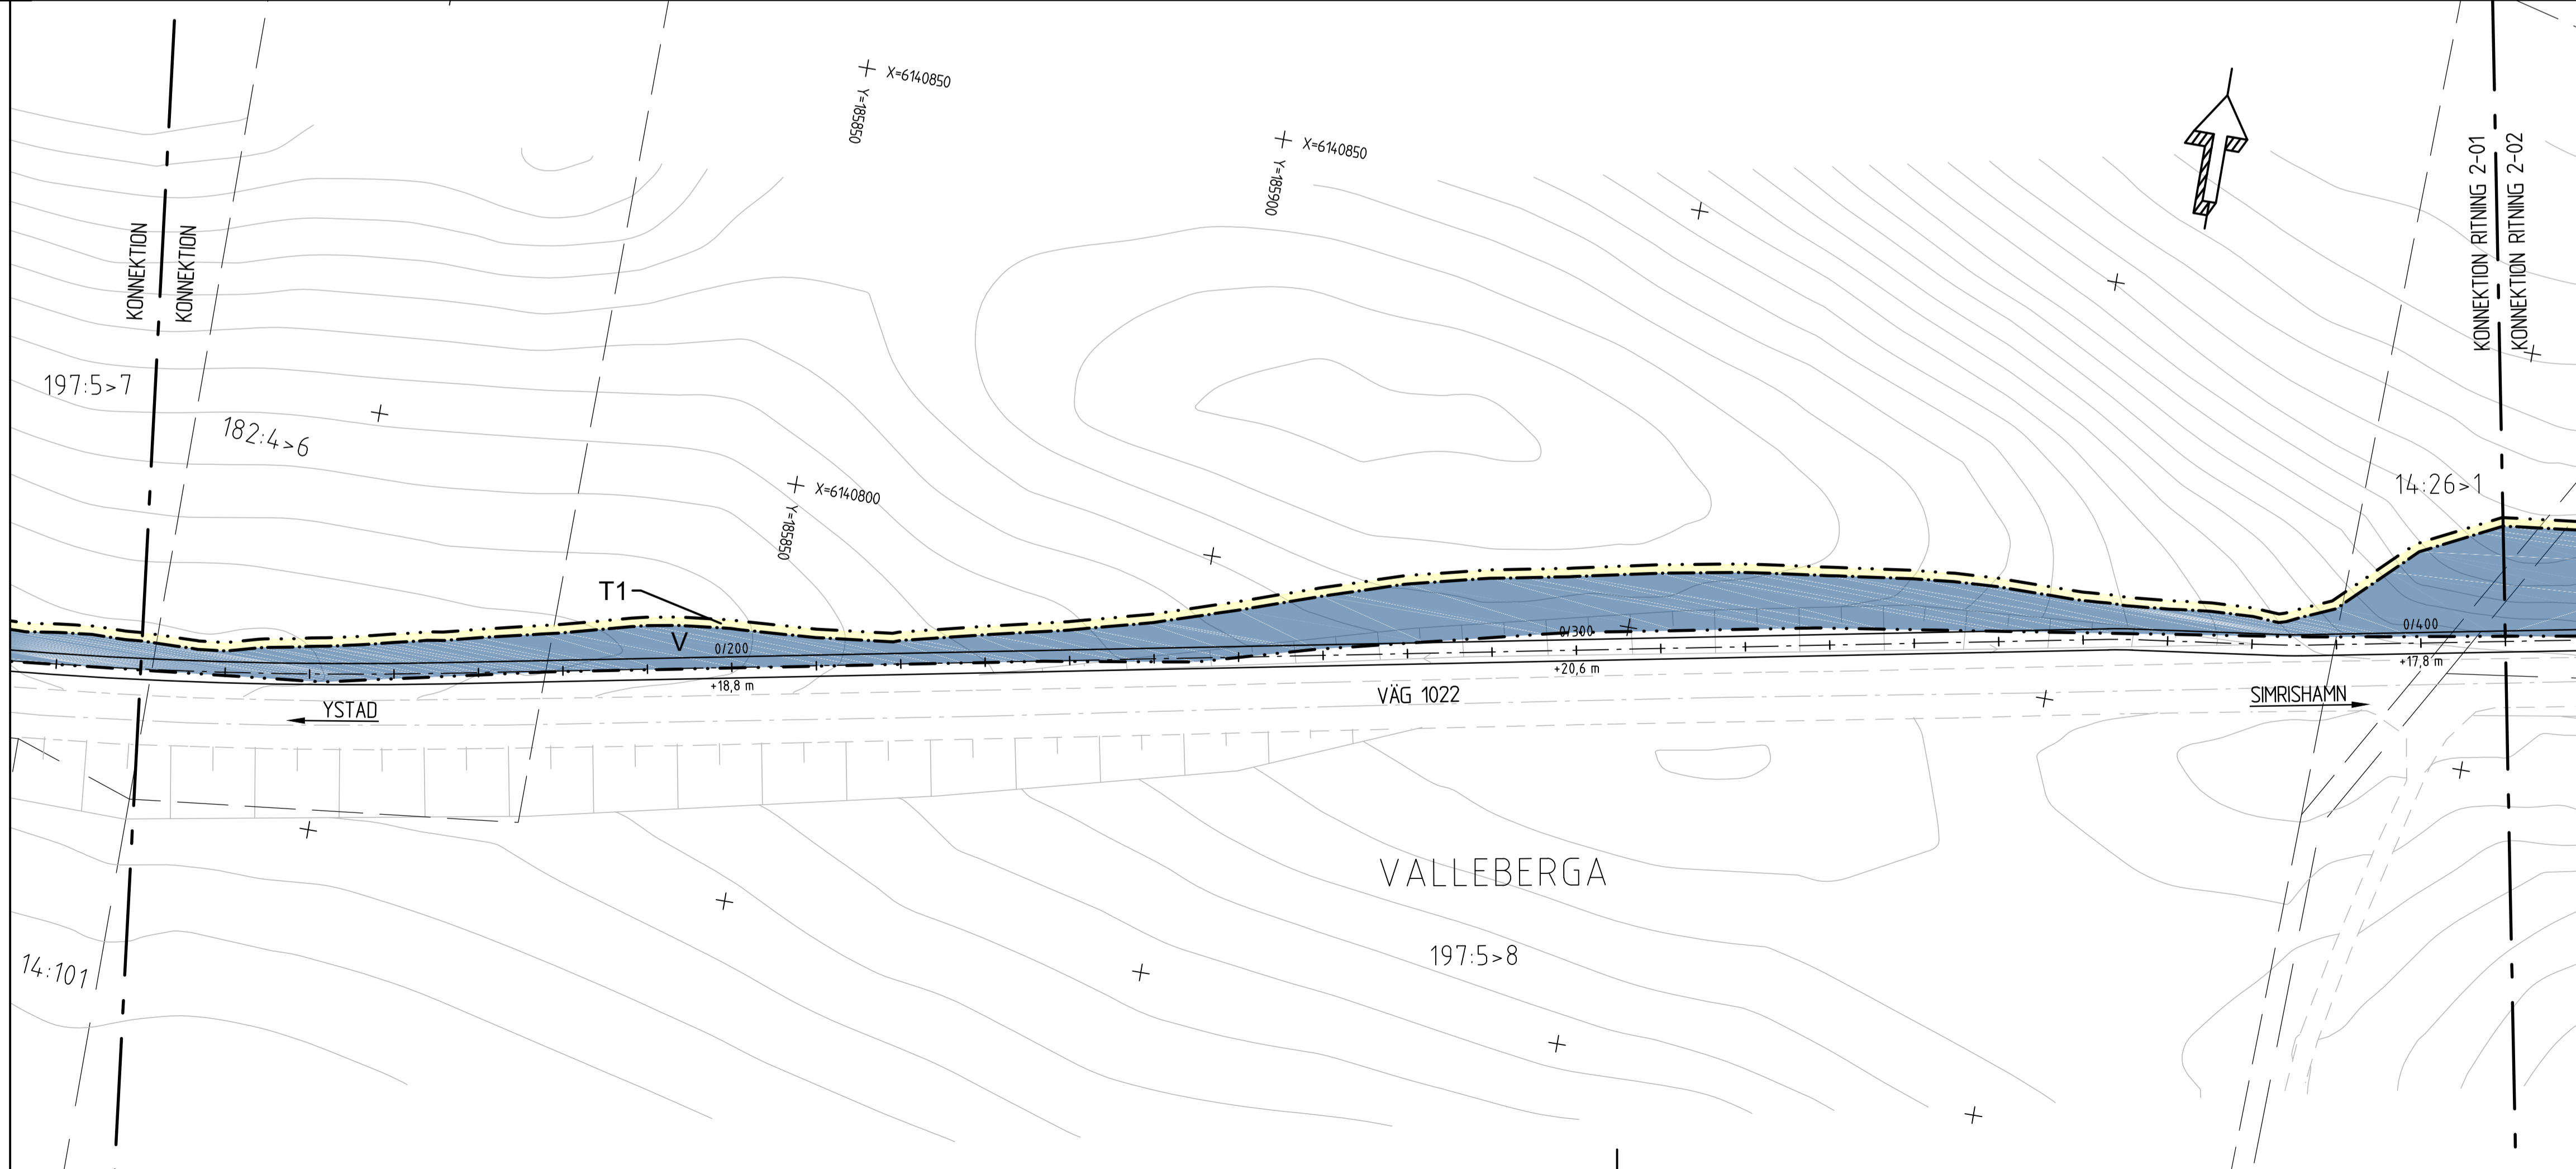 X=6140850
Y=185850
X=6140850
Y=185900
KONNEKTION
KONNEKTION
KONNEKTION RITNING 2-01
KONNEKTION RITNING 2-02
197:5>7
182:4>6
X=6140800
Y=185850
14:26>1
T1
V
0/200
0/300
0/400
+18,8 m
+20,6 m
+17,8 m
YSTAD
VÄG 1022
SIMRISHAMN
VALLEBERGA
197:5>8
14:101